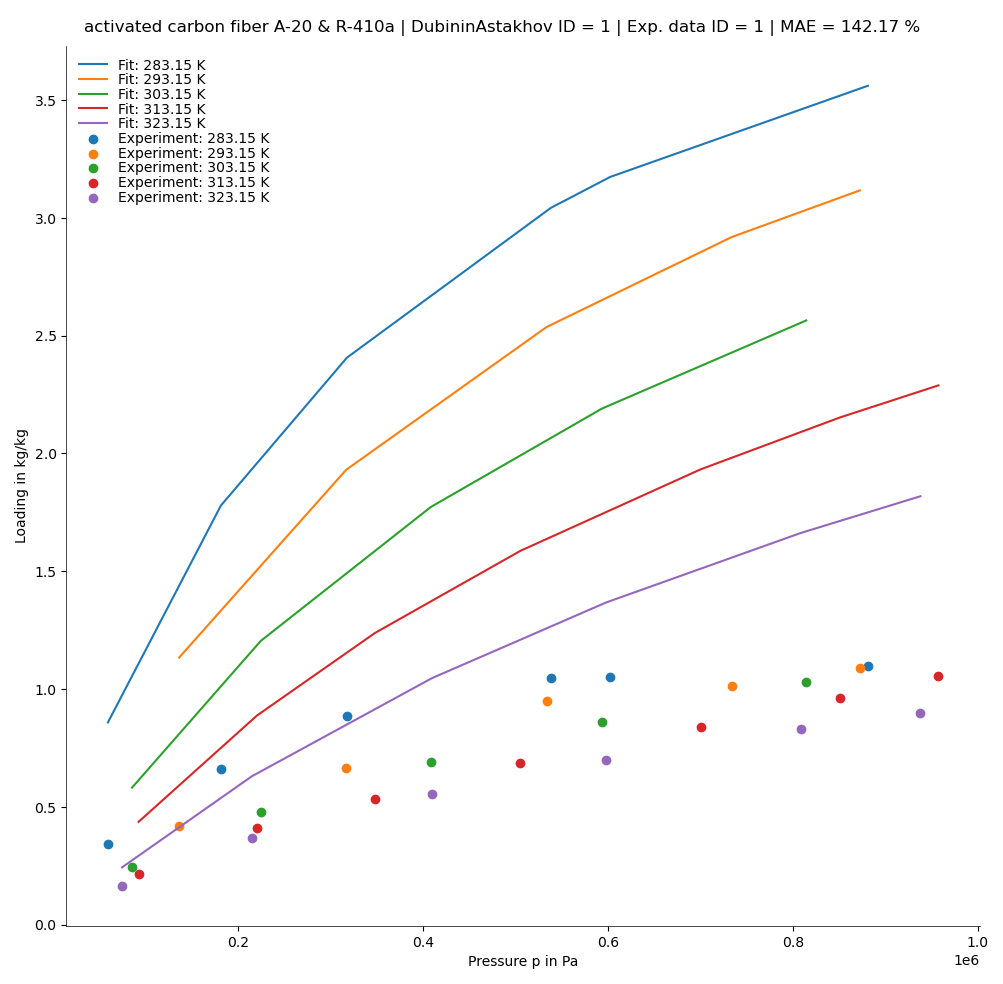 activated carbon fiber A-20 & R-410a | DubininAstakhov ID = 1 | Exp. data ID = 1 | MAE = 142.17 %
Fit: 283.15 K
Fit: 293.15 K
Fit: 303.15 K
Fit: 313.15 K
Fit: 323.15 K
Experiment: 283.15 K
Experiment: 293.15 K
Experiment: 303.15 K
Experiment: 313.15 K
Experiment: 323.15 K
3.5
3.0
2.5
2.0
1.5
1.0
0.5
0.0
Loading in kg/kg
0.2 0.4 0.6 0.8 1.0
1e6
Pressure p in Pa